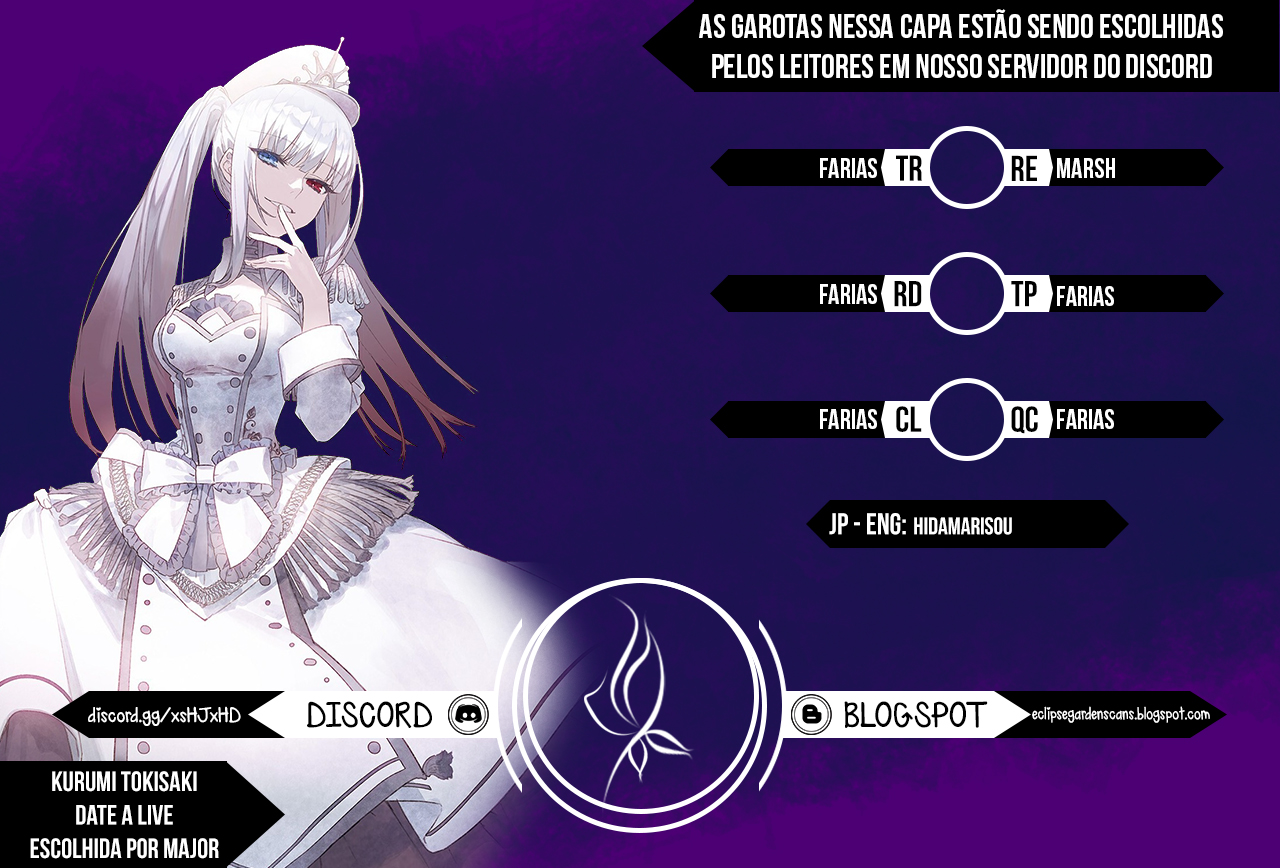 AS GAROTAS NESSA CAPA ESTÃO SENDO ESCOLHIDAS
PELOS LEITORES EM NOSSO SERVIDOR DO DISCORD
FARIAS TR RE MARSH
FARIAS RD TP FARIAS
FARIAS CL QC FARIAS
JP - ENG: HIDAMARISOU
discord.gg/xsHJxHD DISCORD BLOGSPOT eclipsegardenscans.blogspot.com
KURUMI TOKISAKI
DATE A LIVE
ESCOLHIDA POR MAJOR